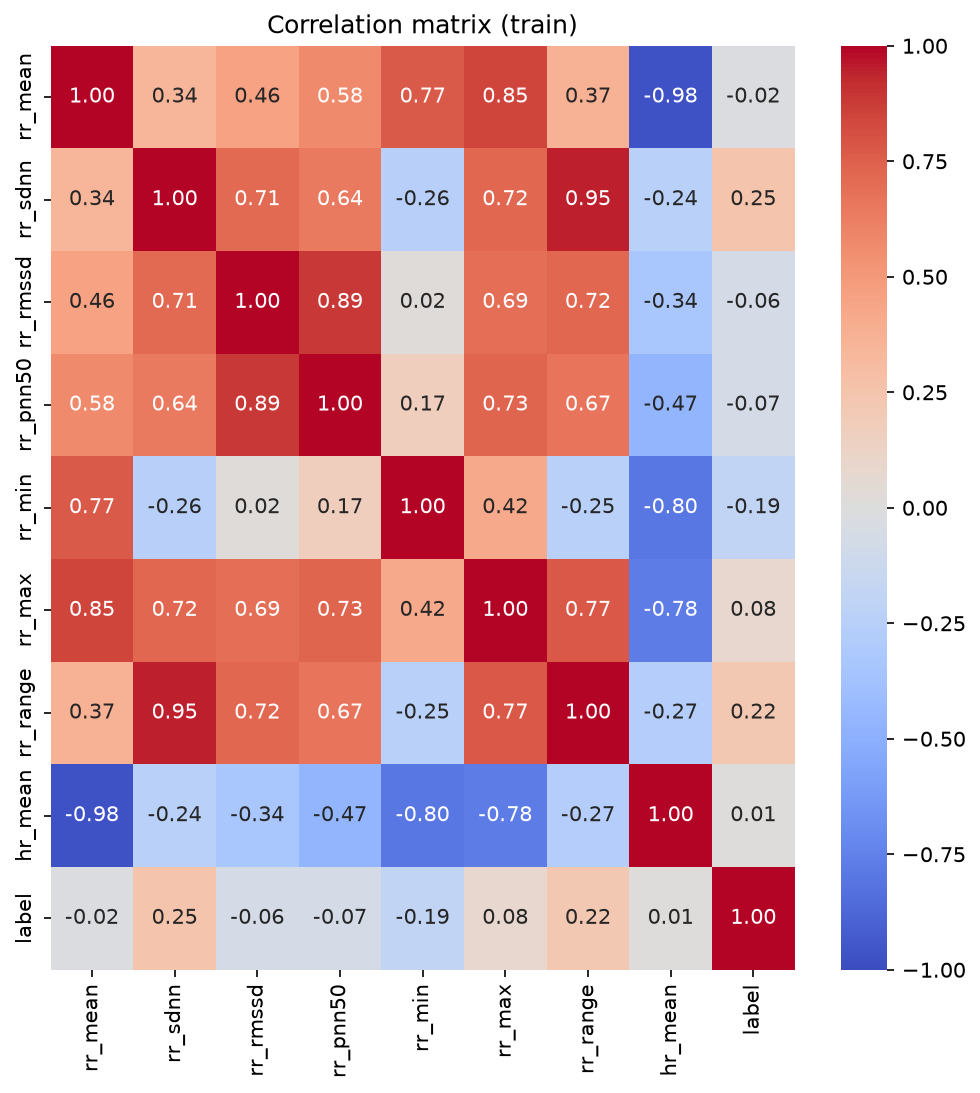 Correlation matrix (train)
rr_mean 1.00 0.34 0.46 0.58 0.77 0.85 0.37 -0.98 -0.02
rr_sdnn 0.34 1.00 0.71 0.64 -0.26 0.72 0.95 -0.24 0.25
rr_rmssd 0.46 0.71 1.00 0.89 0.02 0.69 0.72 -0.34 -0.06
rr_pnn50 0.58 0.64 0.89 1.00 0.17 0.73 0.67 -0.47 -0.07
rr_min 0.77 -0.26 0.02 0.17 1.00 0.42 -0.25 -0.80 -0.19
rr_max 0.85 0.72 0.69 0.73 0.42 1.00 0.77 -0.78 0.08
rr_range 0.37 0.95 0.72 0.67 -0.25 0.77 1.00 -0.27 0.22
hr_mean -0.98 -0.24 -0.34 -0.47 -0.80 -0.78 -0.27 1.00 0.01
label -0.02 0.25 -0.06 -0.07 -0.19 0.08 0.22 0.01 1.00
rr_mean rr_sdnn rr_rmssd rr_pnn50 rr_min rr_max rr_range hr_mean label
1.00
0.75
0.50
0.25
0.00
−0.25
−0.50
−0.75
−1.00